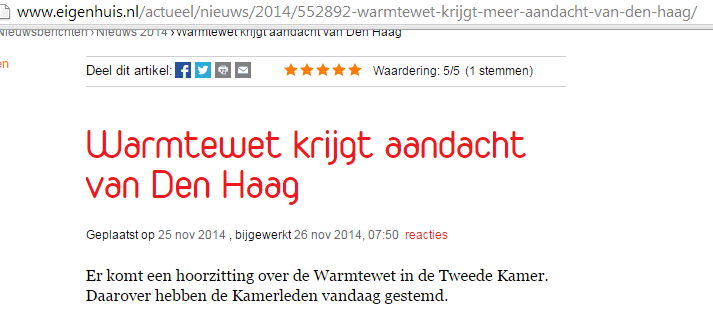 www.eigenhuis.nl/actueel/nieuws/2014/552892-warmtewet-krijgt-meer-aandacht-van-den-haag/
Nieuwsberichten › Nieuws 2014 › Warmtewet krijgt aandacht van Den Haag
en
Deel dit artikel: Waardering: 5/5 (1 stemmen)
Warmtewet krijgt aandacht
van Den Haag
Geplaatst op 25 nov 2014 , bijgewerkt 26 nov 2014, 07:50 reacties
Er komt een hoorzitting over de Warmtewet in de Tweede Kamer.
Daarover hebben de Kamerleden vandaag gestemd.